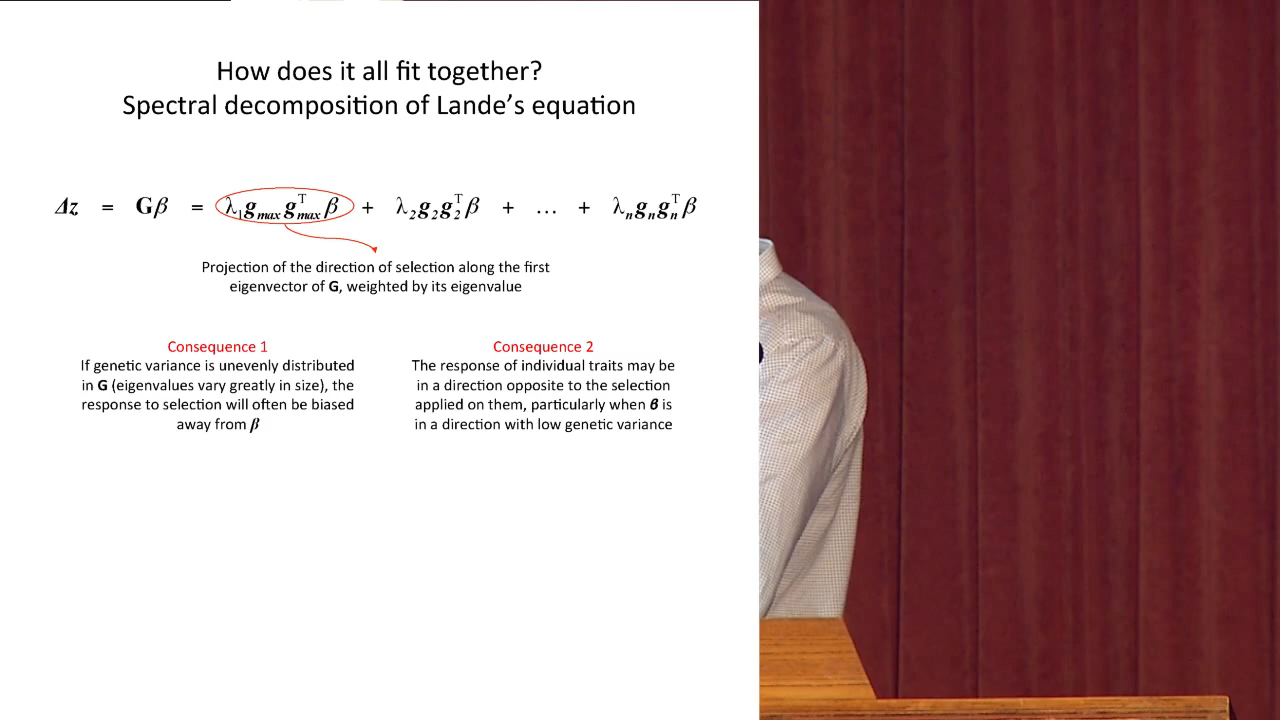 How does it all fit together?
Spectral decomposition of Lande's equation
Δz = Gβ = λ₁g_max g_max^T β + λ₂g₂g₂^T β + … + λₙgₙgₙ^T β
Projection of the direction of selection along the first
eigenvector of G, weighted by its eigenvalue
Consequence 1
If genetic variance is unevenly distributed
in G (eigenvalues vary greatly in size), the
response to selection will often be biased
away from β
Consequence 2
The response of individual traits may be
in a direction opposite to the selection
applied on them, particularly when β is
in a direction with low genetic variance